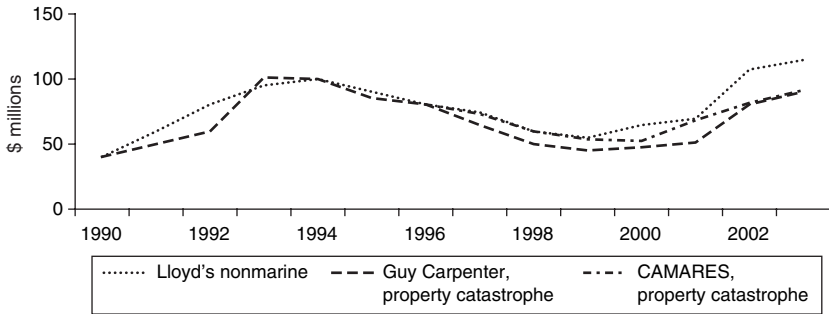 150
100
50
0
$ millions
1990 1992 1994 1996 1998 2000 2002
Lloyd's nonmarine
Guy Carpenter,
property catastrophe
CAMARES,
property catastrophe